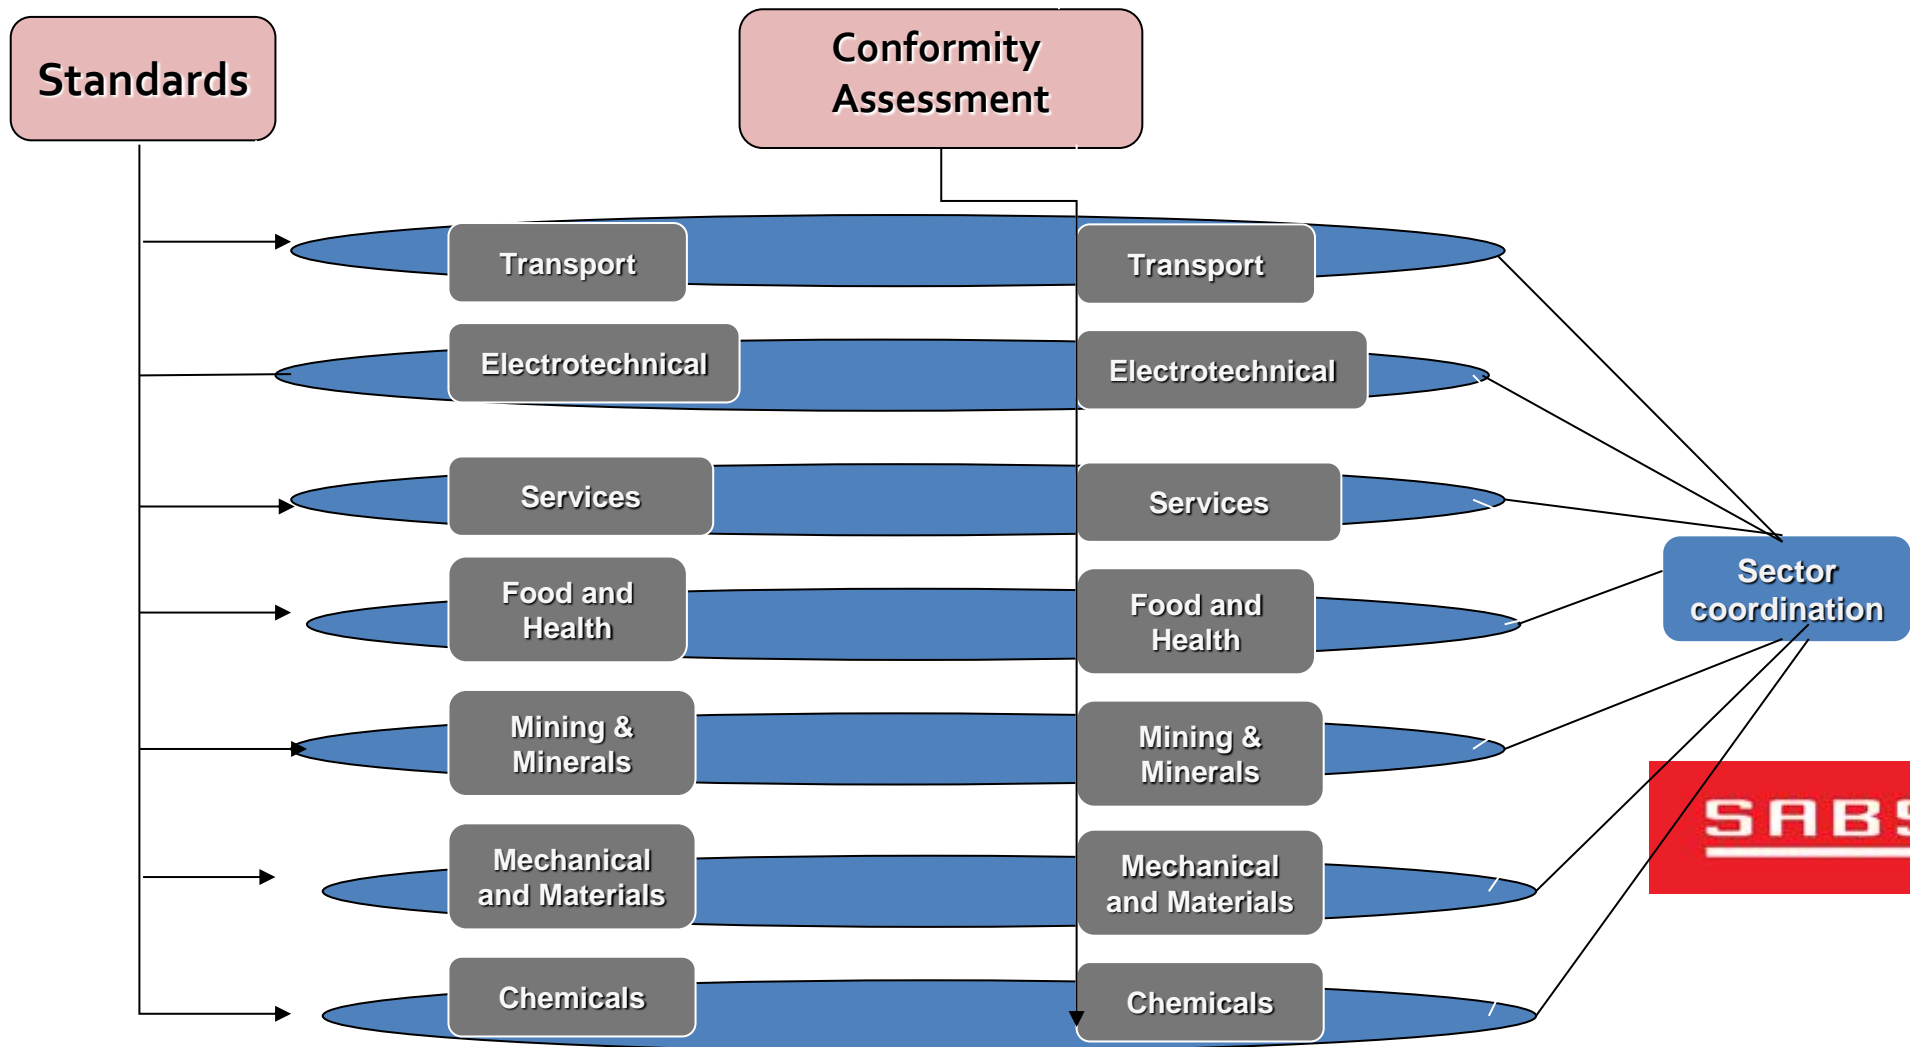 Standards
Conformity
Assessment
Transport
Transport
Electrotechnical
Electrotechnical
Services
Services
Food and
Health
Food and
Health
Sector
coordination
Mining &
Minerals
Mining &
Minerals
SABS
Mechanical
and Materials
Mechanical
and Materials
Chemicals
Chemicals